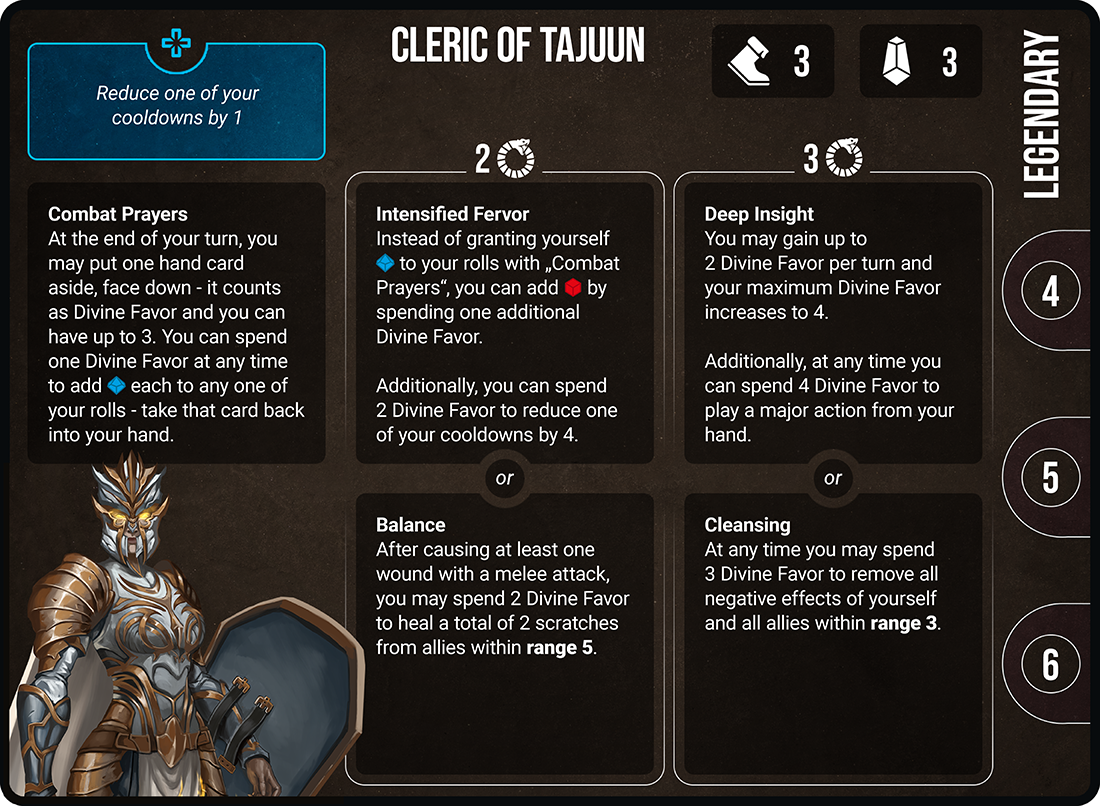 CLERIC OF TAJUUN
3
3
LEGENDARY
Reduce one of your
cooldowns by 1
Combat Prayers
At the end of your turn, you
may put one hand card
aside, face down - it counts
as Divine Favor and you can
have up to 3. You can spend
one Divine Favor at any time
to add each to any one of
your rolls - take that card back
into your hand.
2
Intensified Fervor
Instead of granting yourself
to your rolls with „Combat
Prayers“, you can add by
spending one additional
Divine Favor.
Additionally, you can spend
2 Divine Favor to reduce one
of your cooldowns by 4.
or
Balance
After causing at least one
wound with a melee attack,
you may spend 2 Divine Favor
to heal a total of 2 scratches
from allies within range 5.
3
Deep Insight
You may gain up to
2 Divine Favor per turn and
your maximum Divine Favor
increases to 4.
Additionally, at any time you
can spend 4 Divine Favor to
play a major action from your
hand.
or
Cleansing
At any time you may spend
3 Divine Favor to remove all
negative effects of yourself
and all allies within range 3.
4
5
6